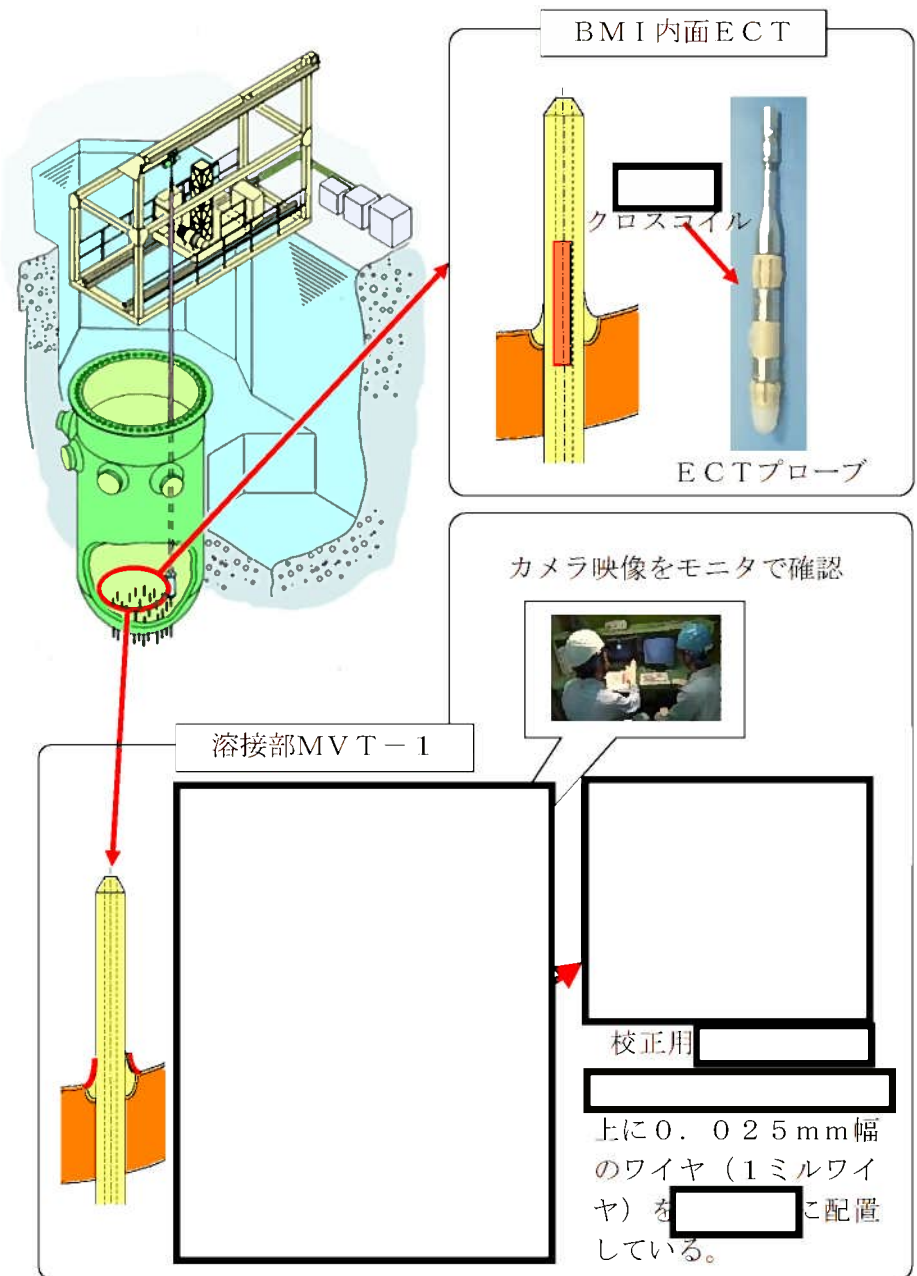 BMI内面ECT
クロスコイル
ECTプローブ
カメラ映像をモニタで確認
溶接部MVT－1
校正用
上に0．025mm幅
のワイヤ（1ミルワイ
ヤ）を
に配置
している。